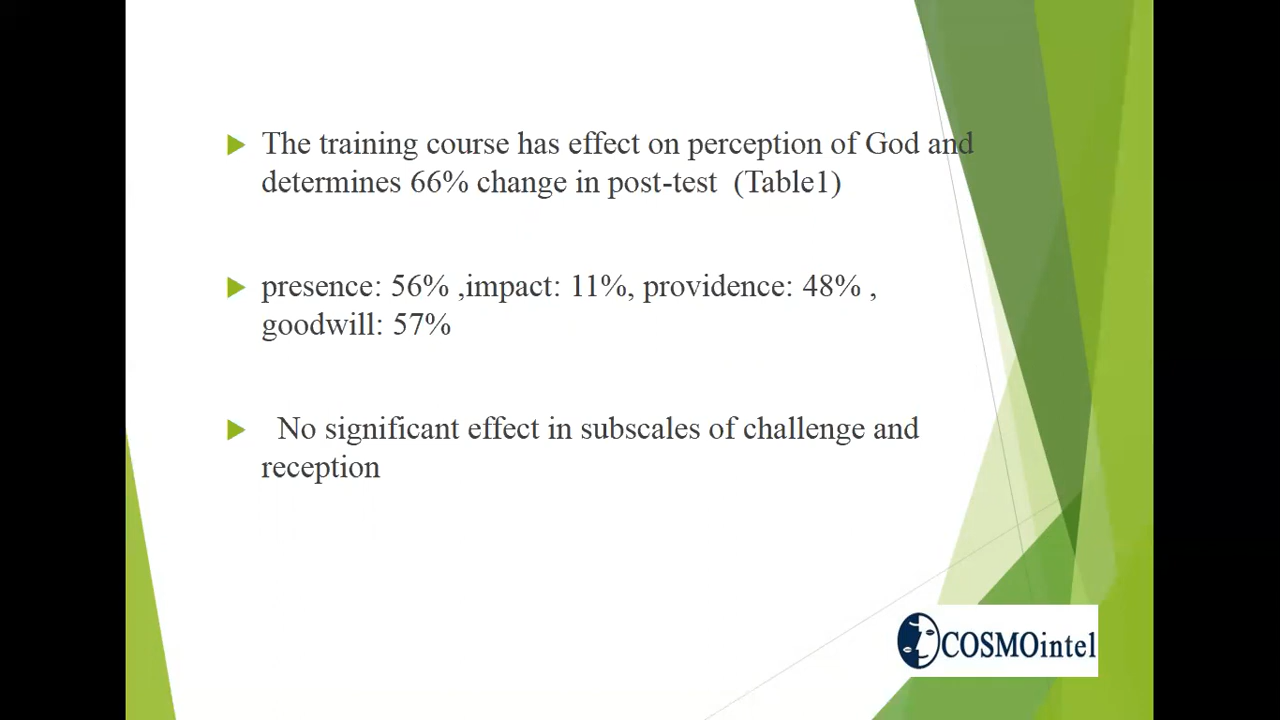 The training course has effect on perception of God and
determines 66% change in post-test (Table1)
presence: 56% ,impact: 11%, providence: 48% ,
goodwill: 57%
No significant effect in subscales of challenge and
reception
COSMOintel